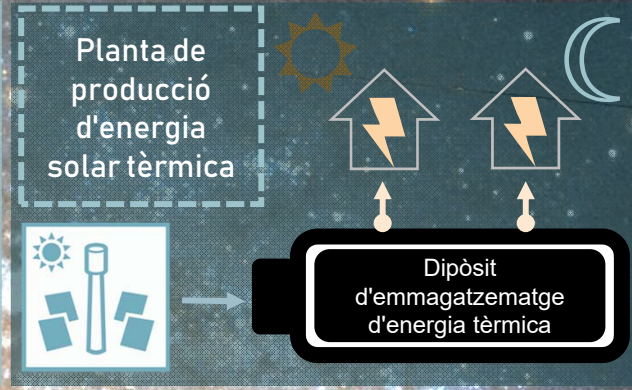 Planta de
producció
d'energia
solar tèrmica
Dipòsit
d'emmagatzematge
d'energia tèrmica